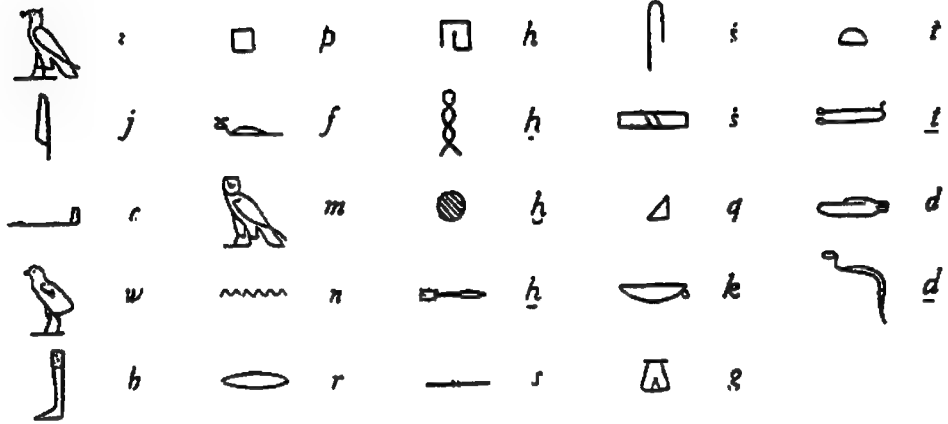 𓄿 ꜣ 𓊪 p 𓉔 h 𓋴 ś 𓏏 t
𓇋 j 𓆑 f 𓎛 ḥ 𓈙 š 𓍿 ṯ
𓂝 ꜥ 𓅓 m 𓐍 ḫ 𓈎 q 𓂧 d
𓅱 w 𓈖 n 𓄡 ẖ 𓎡 k 𓆓 ḏ
𓃀 b 𓂋 r 𓊃 s 𓎼 g